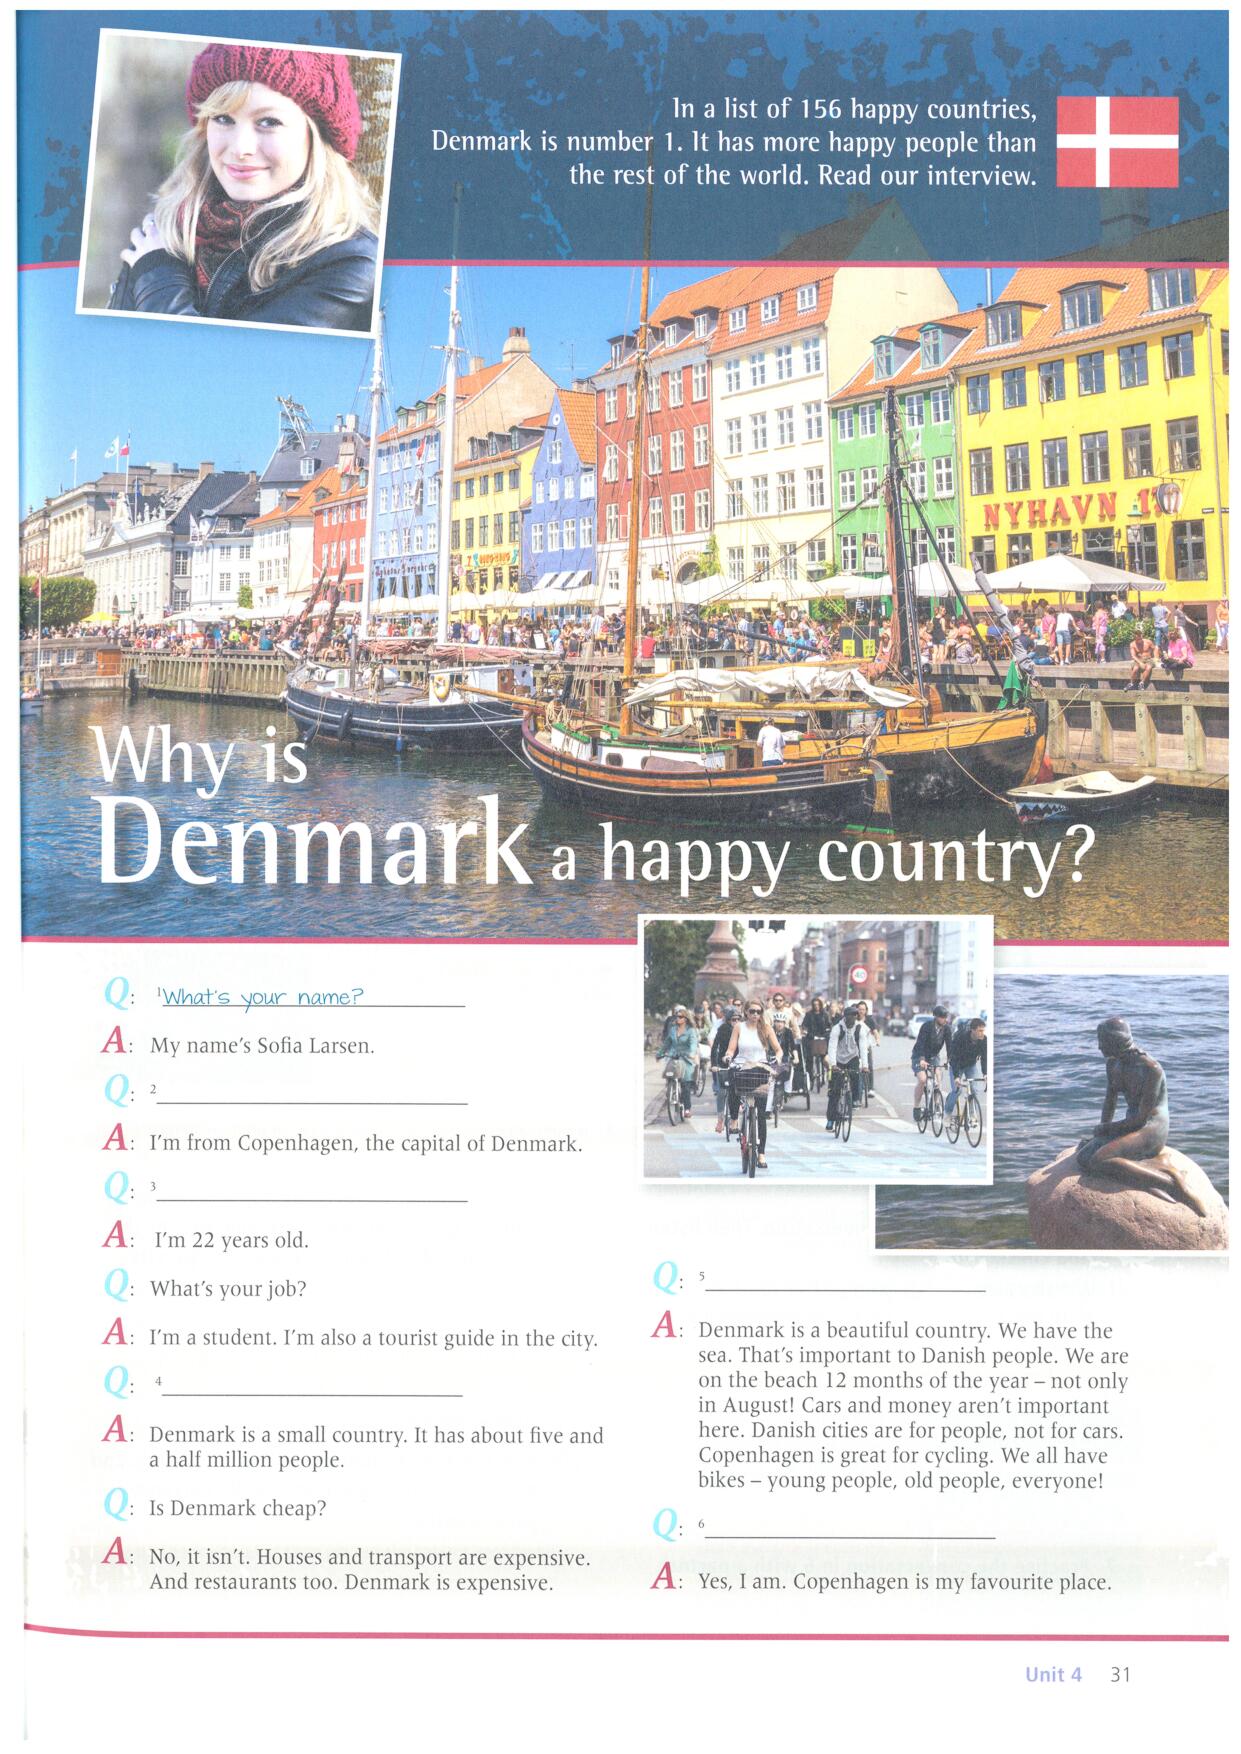 In a list of 156 happy countries,
Denmark is number 1. It has more happy people than
the rest of the world. Read our interview.
NYHAVN 17
Why is
Denmark a happy country?
Q: 1 What's your name?
A: My name's Sofia Larsen.
Q: 2
A: I'm from Copenhagen, the capital of Denmark.
Q: 3
A: I'm 22 years old.
Q: What's your job?
A: I'm a student. I'm also a tourist guide in the city.
Q: 4
A: Denmark is a small country. It has about five and
a half million people.
Q: Is Denmark cheap?
A: No, it isn't. Houses and transport are expensive.
And restaurants too. Denmark is expensive.
40
Q: 5
A: Denmark is a beautiful country. We have the
sea. That's important to Danish people. We are
on the beach 12 months of the year – not only
in August! Cars and money aren't important
here. Danish cities are for people, not for cars.
Copenhagen is great for cycling. We all have
bikes – young people, old people, everyone!
Q: 6
A: Yes, I am. Copenhagen is my favourite place.
Unit 4 31